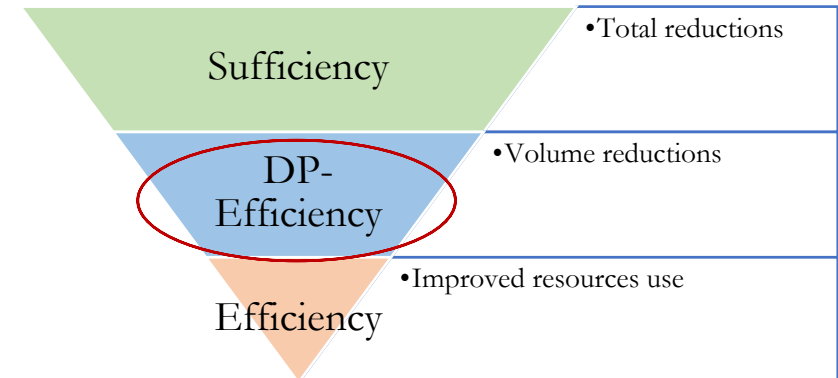 Sufficiency
•Total reductions
DP-
Efficiency
•Volume reductions
Efficiency
•Improved resources use